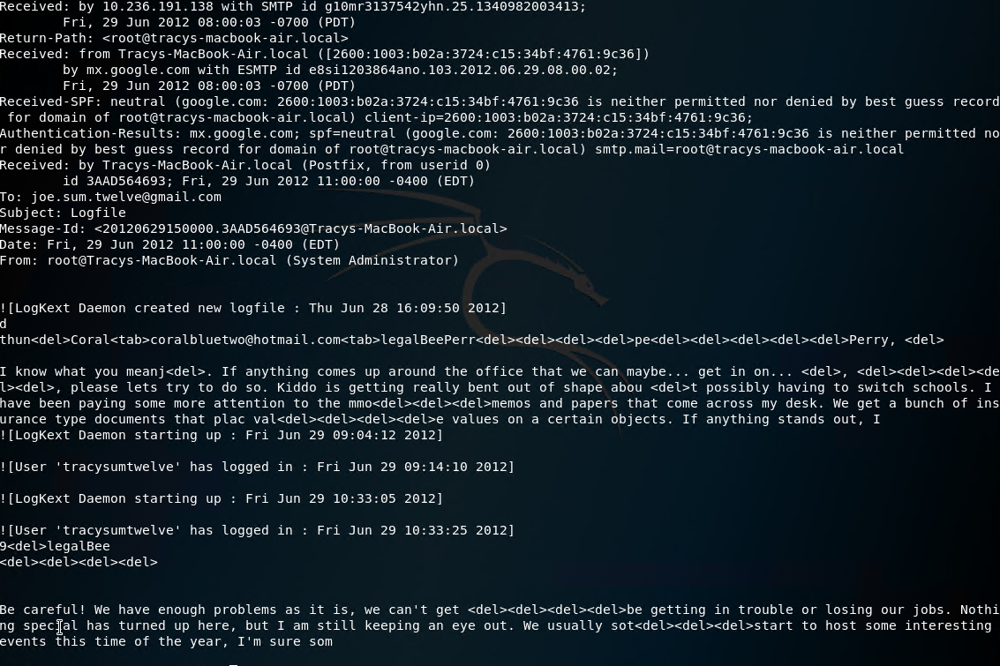 Received: by 10.236.191.138 with SMTP id g10mr3137542yhn.25.1340982003413;
Fri, 29 Jun 2012 08:00:03 -0700 (PDT)
Return-Path: <root@tracys-macbook-air.local>
Received: from Tracys-MacBook-Air.local ([2600:1003:b02a:3724:c15:34bf:4761:9c36])
by mx.google.com with ESMTP id e8si1203864ano.103.2012.06.29.08.00.02;
Fri, 29 Jun 2012 08:00:03 -0700 (PDT)
Received-SPF: neutral (google.com: 2600:1003:b02a:3724:c15:34bf:4761:9c36 is neither permitted nor denied by best guess record
for domain of root@tracys-macbook-air.local) client-ip=2600:1003:b02a:3724:c15:34bf:4761:9c36;
Authentication-Results: mx.google.com; spf=neutral (google.com: 2600:1003:b02a:3724:c15:34bf:4761:9c36 is neither permitted no
r denied by best guess record for domain of root@tracys-macbook-air.local) smtp.mail=root@tracys-macbook-air.local
Received: by Tracys-MacBook-Air.local (Postfix, from userid 0)
id 3AAD564693; Fri, 29 Jun 2012 11:00:00 -0400 (EDT)
To: joe.sum.twelve@gmail.com
Subject: Logfile
Message-Id: <20120629150000.3AAD564693@Tracys-MacBook-Air.local>
Date: Fri, 29 Jun 2012 11:00:00 -0400 (EDT)
From: root@Tracys-MacBook-Air.local (System Administrator)
![LogKext Daemon created new logfile : Thu Jun 28 16:09:50 2012]
d
thun<del>Coral<tab>coralbluetwo@hotmail.com<tab>legalBeePerr<del><del><del><del>pe<del><del><del><del><del>Perry, <del>
I know what you meanj<del>. If anything comes up around the office that we can maybe... get in on... <del>, <del><del><del><de
l><del>, please lets try to do so. Kiddo is getting really bent out of shape abou <del>t possibly having to switch schools. I
have been paying some more attention to the mmo<del><del><del>memos and papers that come across my desk. We get a bunch of ins
urance type documents that plac val<del><del><del><del>e values on a certain objects. If anything stands out, I
![LogKext Daemon starting up : Fri Jun 29 09:04:12 2012]
![User 'tracysumtwelve' has logged in : Fri Jun 29 09:14:10 2012]
![LogKext Daemon starting up : Fri Jun 29 10:33:05 2012]
![User 'tracysumtwelve' has logged in : Fri Jun 29 10:33:25 2012]
9<del>legalBee
<del><del><del><del>
Be careful! We have enough problems as it is, we can't get <del><del><del><del>be getting in trouble or losing our jobs. Nothi
ng special has turned up here, but I am still keeping an eye out. We usually sot<del><del><del>start to host some interesting
events this time of the year, I'm sure som